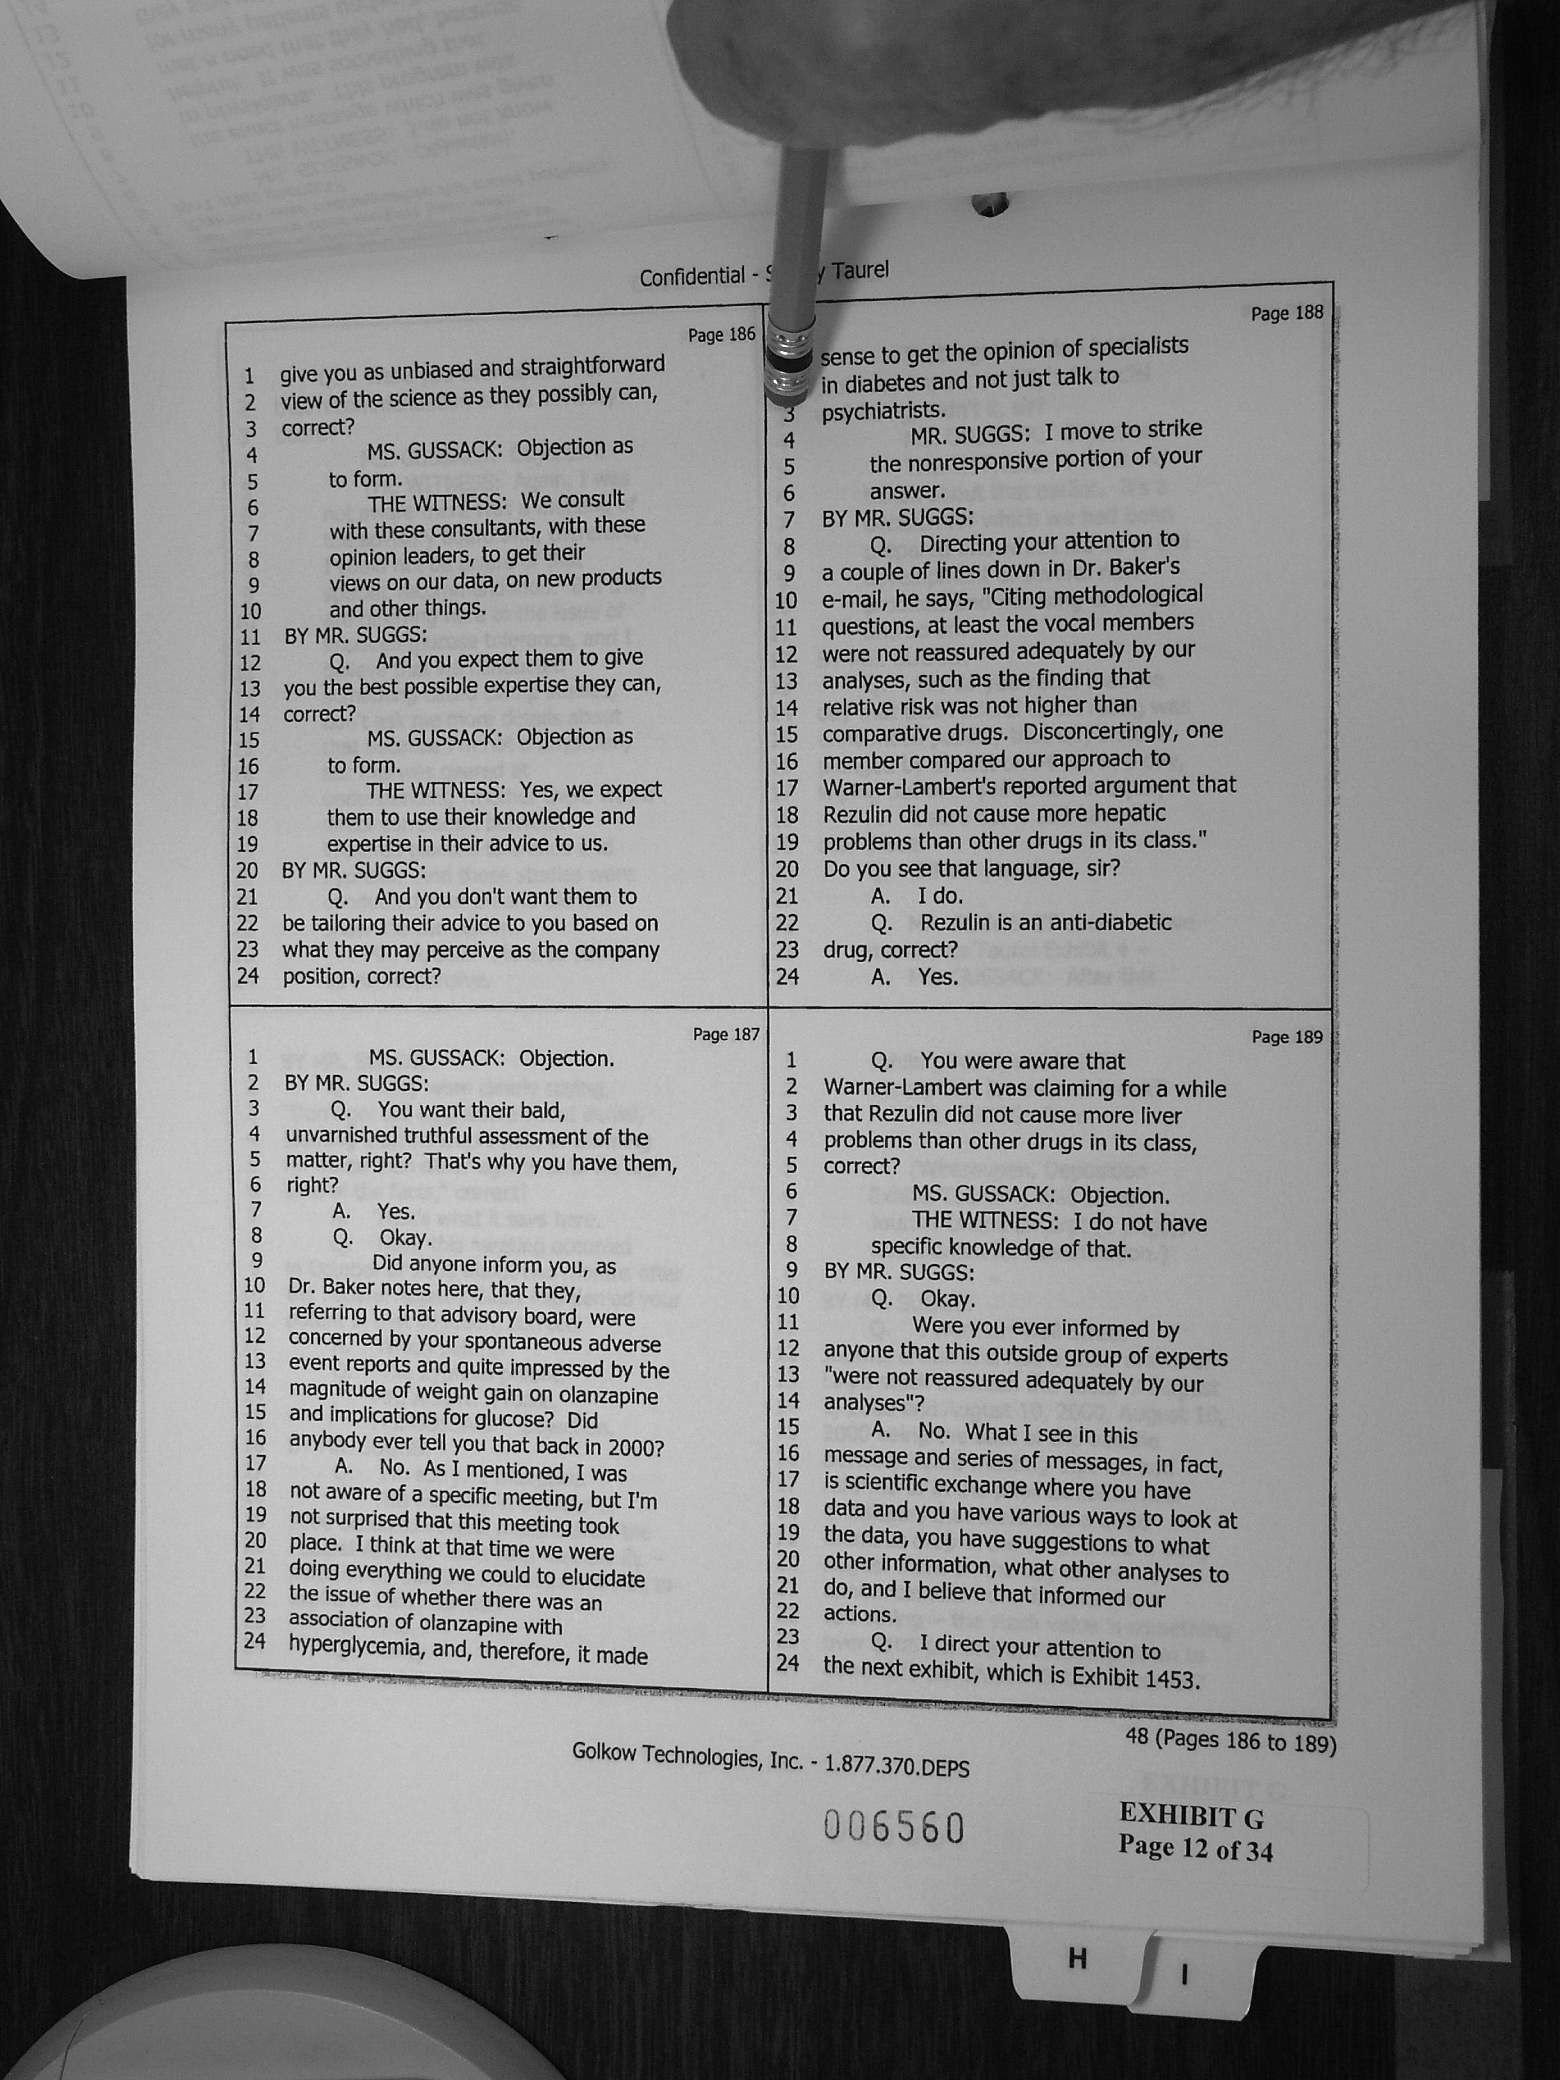 Confidential - S y Taurel
Page 186
1 give you as unbiased and straightforward
2 view of the science as they possibly can,
3 correct?
4 MS. GUSSACK: Objection as
5 to form.
6 THE WITNESS: We consult
7 with these consultants, with these
8 opinion leaders, to get their
9 views on our data, on new products
10 and other things.
11 BY MR. SUGGS:
12 Q. And you expect them to give
13 you the best possible expertise they can,
14 correct?
15 MS. GUSSACK: Objection as
16 to form.
17 THE WITNESS: Yes, we expect
18 them to use their knowledge and
19 expertise in their advice to us.
20 BY MR. SUGGS:
21 Q. And you don't want them to
22 be tailoring their advice to you based on
23 what they may perceive as the company
24 position, correct?
Page 187
1 MS. GUSSACK: Objection.
2 BY MR. SUGGS:
3 Q. You want their bald,
4 unvarnished truthful assessment of the
5 matter, right? That's why you have them,
6 right?
7 A. Yes.
8 Q. Okay.
9 Did anyone inform you, as
10 Dr. Baker notes here, that they,
11 referring to that advisory board, were
12 concerned by your spontaneous adverse
13 event reports and quite impressed by the
14 magnitude of weight gain on olanzapine
15 and implications for glucose? Did
16 anybody ever tell you that back in 2000?
17 A. No. As I mentioned, I was
18 not aware of a specific meeting, but I'm
19 not surprised that this meeting took
20 place. I think at that time we were
21 doing everything we could to elucidate
22 the issue of whether there was an
23 association of olanzapine with
24 hyperglycemia, and, therefore, it made
Page 188
sense to get the opinion of specialists
in diabetes and not just talk to
3 psychiatrists.
4 MR. SUGGS: I move to strike
5 the nonresponsive portion of your
6 answer.
7 BY MR. SUGGS:
8 Q. Directing your attention to
9 a couple of lines down in Dr. Baker's
10 e-mail, he says, "Citing methodological
11 questions, at least the vocal members
12 were not reassured adequately by our
13 analyses, such as the finding that
14 relative risk was not higher than
15 comparative drugs. Disconcertingly, one
16 member compared our approach to
17 Warner-Lambert's reported argument that
18 Rezulin did not cause more hepatic
19 problems than other drugs in its class."
20 Do you see that language, sir?
21 A. I do.
22 Q. Rezulin is an anti-diabetic
23 drug, correct?
24 A. Yes.
Page 189
1 Q. You were aware that
2 Warner-Lambert was claiming for a while
3 that Rezulin did not cause more liver
4 problems than other drugs in its class,
5 correct?
6 MS. GUSSACK: Objection.
7 THE WITNESS: I do not have
8 specific knowledge of that.
9 BY MR. SUGGS:
10 Q. Okay.
11 Were you ever informed by
12 anyone that this outside group of experts
13 "were not reassured adequately by our
14 analyses"?
15 A. No. What I see in this
16 message and series of messages, in fact,
17 is scientific exchange where you have
18 data and you have various ways to look at
19 the data, you have suggestions to what
20 other information, what other analyses to
21 do, and I believe that informed our
22 actions.
23 Q. I direct your attention to
24 the next exhibit, which is Exhibit 1453.
48 (Pages 186 to 189)
Golkow Technologies, Inc. - 1.877.370.DEPS
006560
EXHIBIT G
Page 12 of 34
H
I